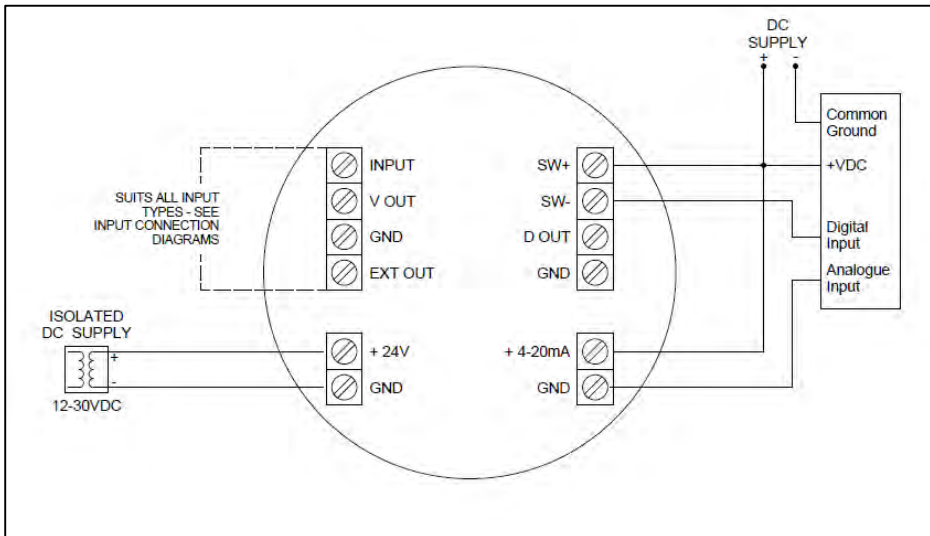 DC
SUPPLY
+ -
Common
Ground
+VDC
Digital
Input
Analogue
Input
SUITS ALL INPUT
TYPES - SEE
INPUT CONNECTION
DIAGRAMS
INPUT
V OUT
GND
EXT OUT
SW+
SW-
D OUT
GND
ISOLATED
DC SUPPLY
+
-
12-30VDC
+ 24V
GND
+ 4-20mA
GND